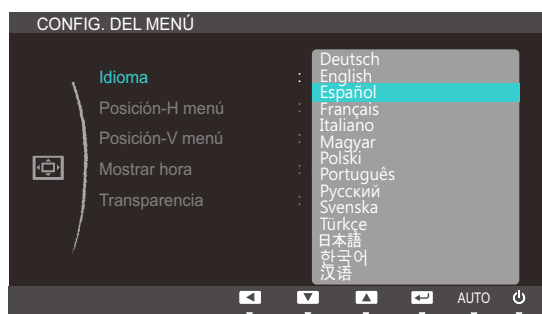 CONFIG. DEL MENÚ
Idioma :
Deutsch
English
Español
Français
Italiano
Magyar
Polski
Português
Русский
Svenska
Türkçe
日本語
한국어
汉语
Posición-H menú :
Posición-V menú :
Mostrar hora :
Transparencia :
AUTO